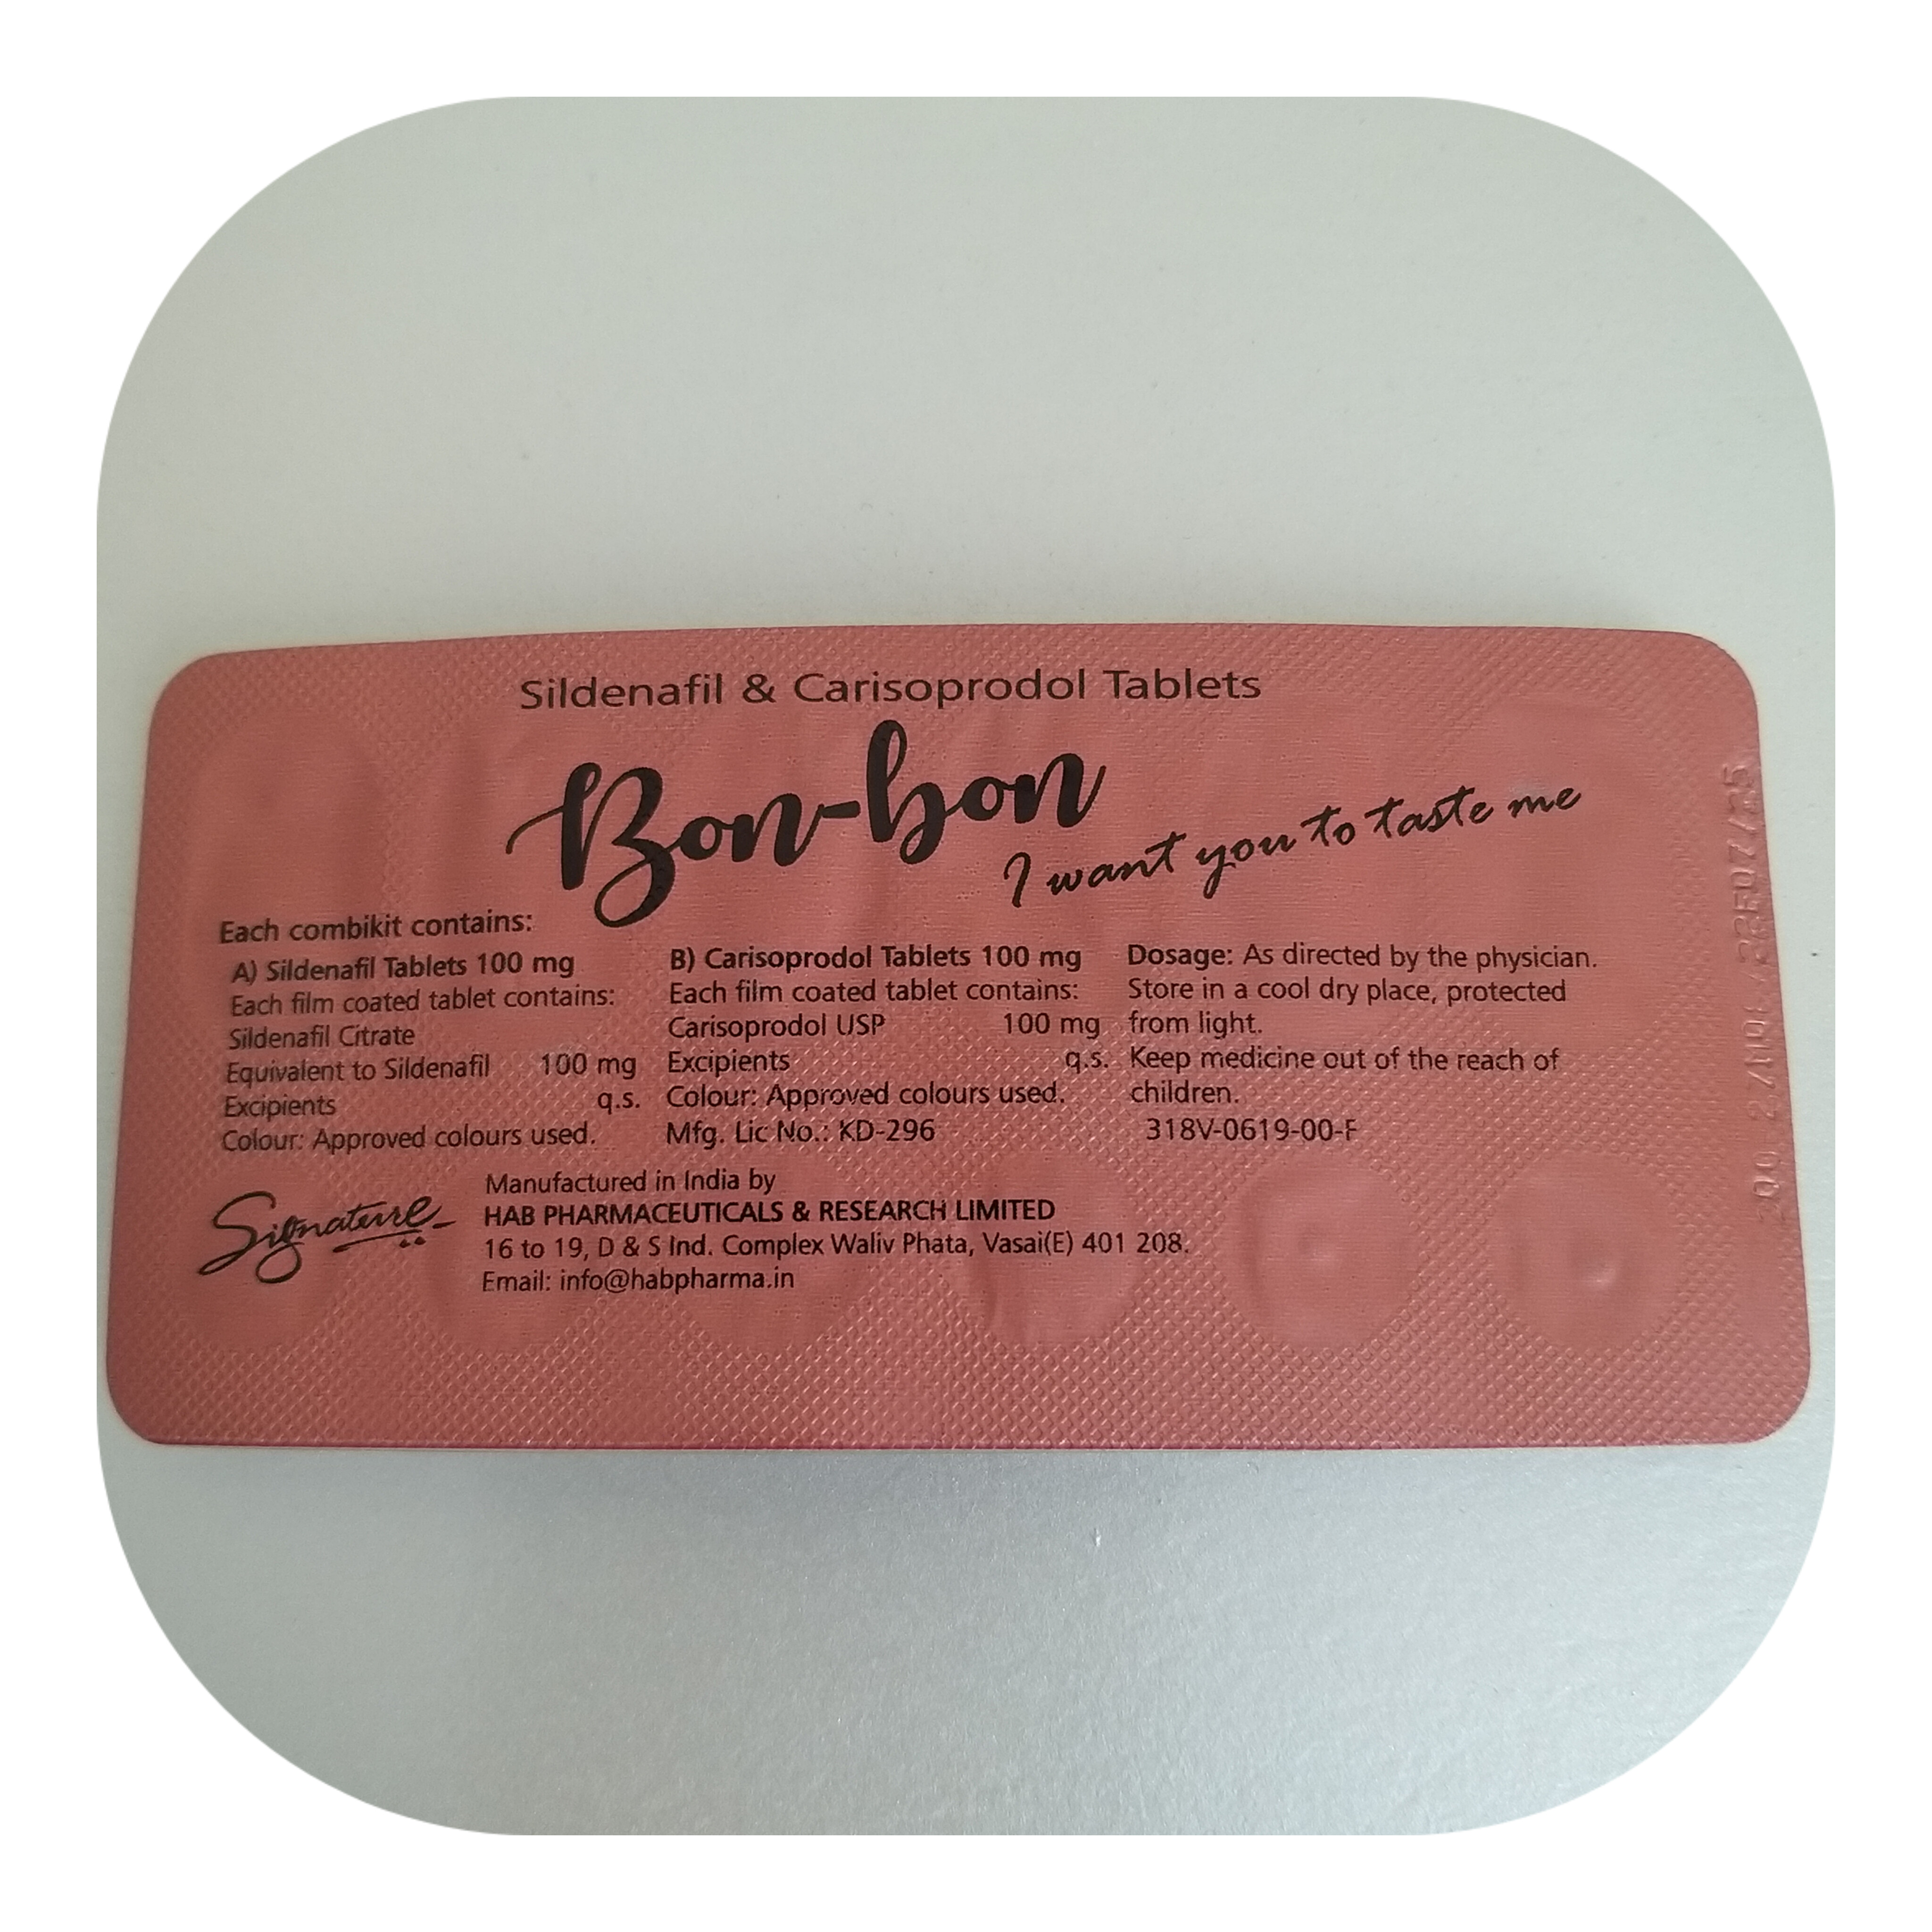 Sildenafil & Carisoprodol Tablets
Bon-bon
I want you to taste me
Each combikit contains:
A) Sildenafil Tablets 100 mg
Each film coated tablet contains:
Sildenafil Citrate
Equivalent to Sildenafil 100 mg
Excipients q.s.
Colour: Approved colours used.
B) Carisoprodol Tablets 100 mg
Each film coated tablet contains:
Carisoprodol USP 100 mg
Excipients q.s.
Colour: Approved colours used.
Mfg. Lic No.: KD-296
Dosage: As directed by the physician.
Store in a cool dry place, protected
from light.
Keep medicine out of the reach of
children.
318V-0619-00-F
Signature
Manufactured in India by
HAB PHARMACEUTICALS & RESEARCH LIMITED
16 to 19, D & S Ind. Complex Waliv Phata, Vasai(E) 401 208.
Email: info@habpharma.in